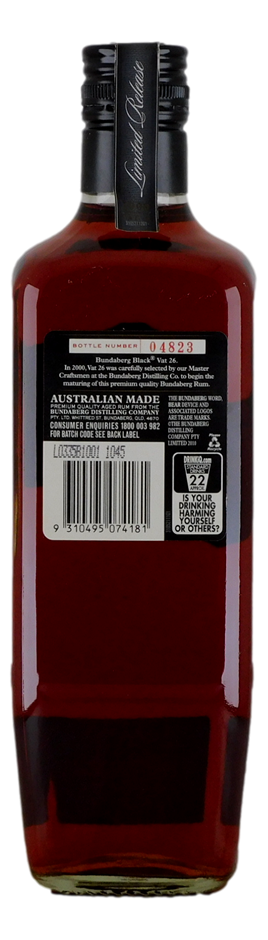 Limited Release
BOTTLE NUMBER 04823
Bundaberg Black® Vat 26.
In 2000, Vat 26 was carefully selected by our Master
Craftsmen at the Bundaberg Distilling Co. to begin the
maturing of this premium quality Bundaberg Rum.
AUSTRALIAN MADE
PREMIUM QUALITY AGED RUM FROM THE
BUNDABERG DISTILLING COMPANY
PTY. LTD. WHITTRED ST. BUNDABERG, QLD. 4670
CONSUMER ENQUIRIES 1800 003 982
FOR BATCH CODE SEE BACK LABEL
THE BUNDABERG WORD,
BEAR DEVICE AND
ASSOCIATED LOGOS
ARE TRADE MARKS.
©THE BUNDABERG
DISTILLING
COMPANY PTY
LIMITED 2010
L0335B1001 1045
9 310495 074181
DRINKiQ.com
STANDARD
DRINKS
22
APPROX.
IS YOUR
DRINKING
HARMING
YOURSELF
OR OTHERS?